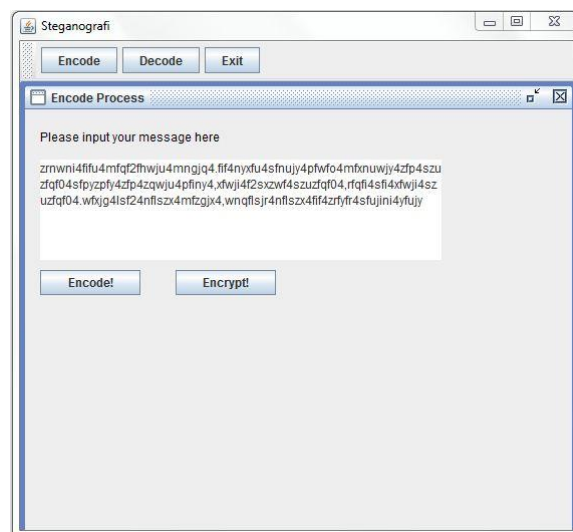 Steganografi
Encode Decode Exit
Encode Process
Please input your message here
zrnwni4fifu4mfqf2fhwju4mngjq4,fif4nyxfu4sfnujy4pfwfo4mfxnuwjy4zfp4szu
zfqf04sfpyzpfy4zfp4zqwju4pfiny4,xfwji4f2sxzwf4szuzfqf04,rfqfi4sfi4xfwji4sz
uzfqf04.wfxjg4lsf24nflszx4mfzgjx4,wnqflsjr4nflszx4fif4zrfyfr4sfujini4yfujy
Encode! Encrypt!